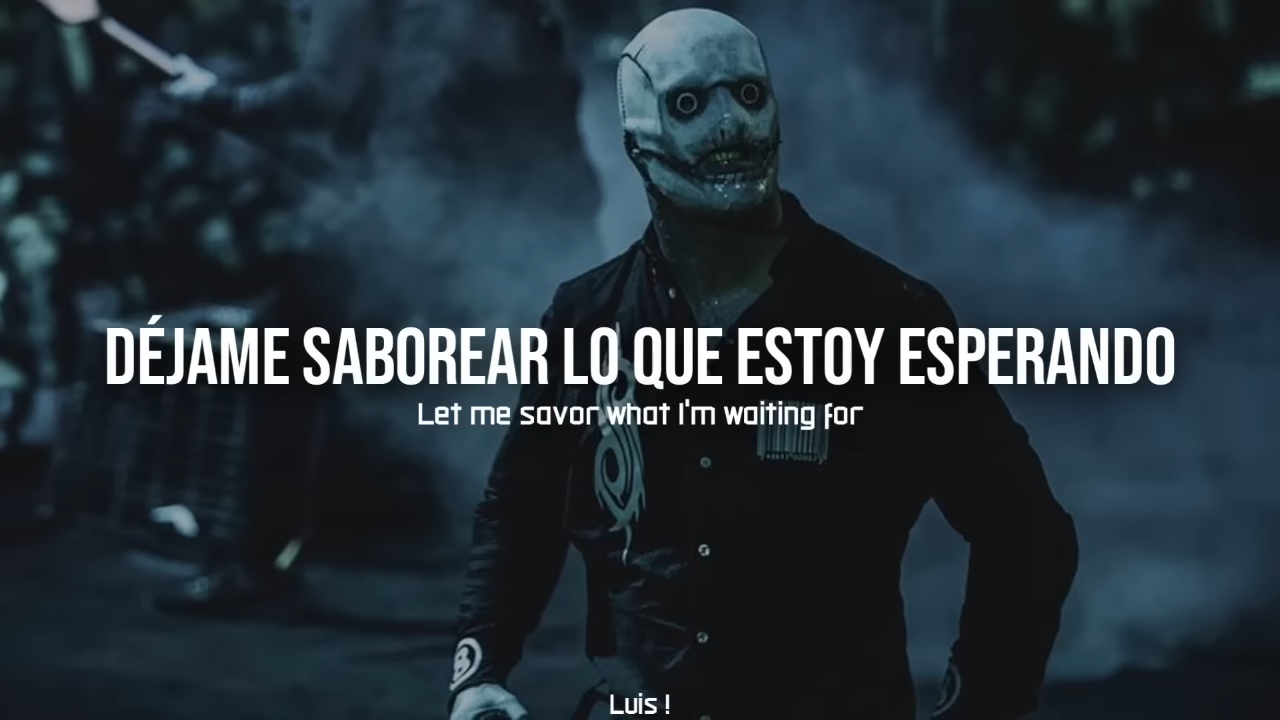 DÉJAME SABOREAR LO QUE ESTOY ESPERANDO
Let me savor what I'm waiting for
Luis !